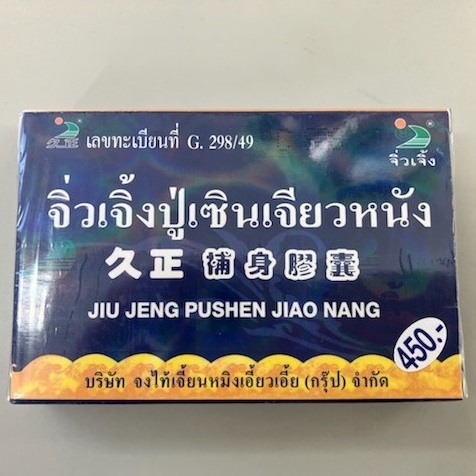 久正 เลขทะเบียนที่ G. 298/49
จิ่วเจิ้ง
จิ่วเจิ้งปู่เซินเจียวหนัง
久正 補身膠囊
JIU JENG PUSHEN JIAO NANG
450.-
บริษัท จงไท้เจี้ยนหมิงเอี้ยวเอี้ย (กรุ๊ป) จำกัด